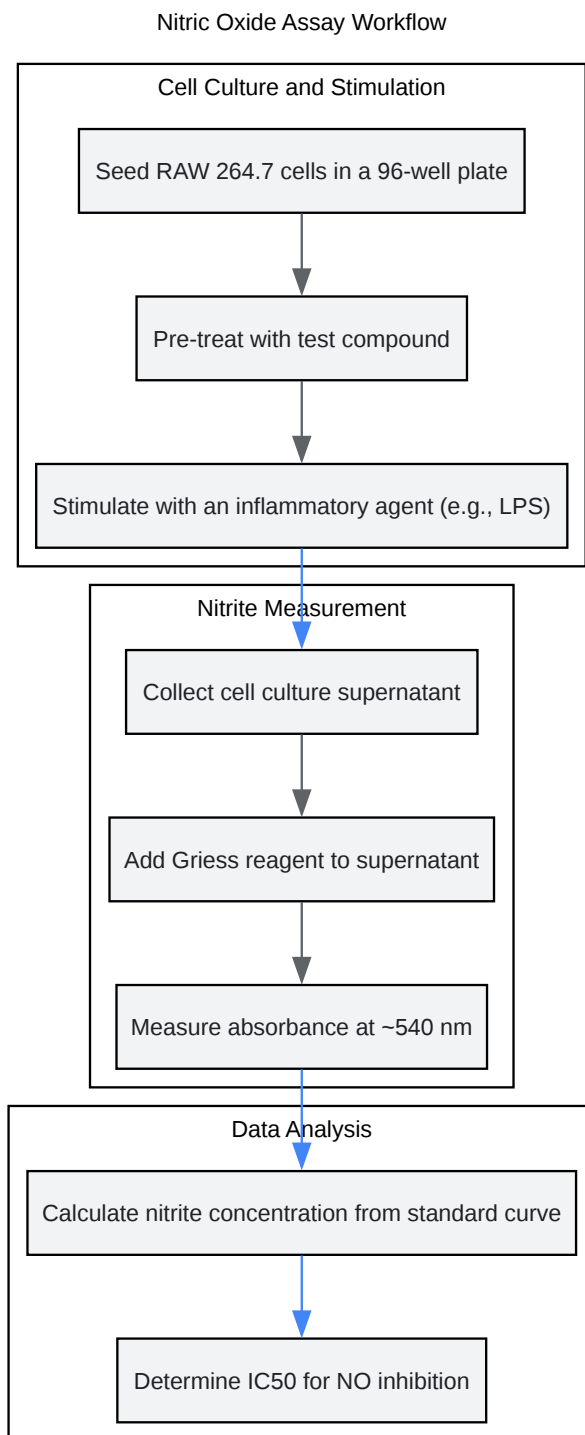 Nitric Oxide Assay Workflow
Cell Culture and Stimulation
Seed RAW 264.7 cells in a 96-well plate
Pre-treat with test compound
Stimulate with an inflammatory agent (e.g., LPS)
Nitrite Measurement
Collect cell culture supernatant
Add Griess reagent to supernatant
Measure absorbance at ~540 nm
Data Analysis
Calculate nitrite concentration from standard curve
Determine IC50 for NO inhibition